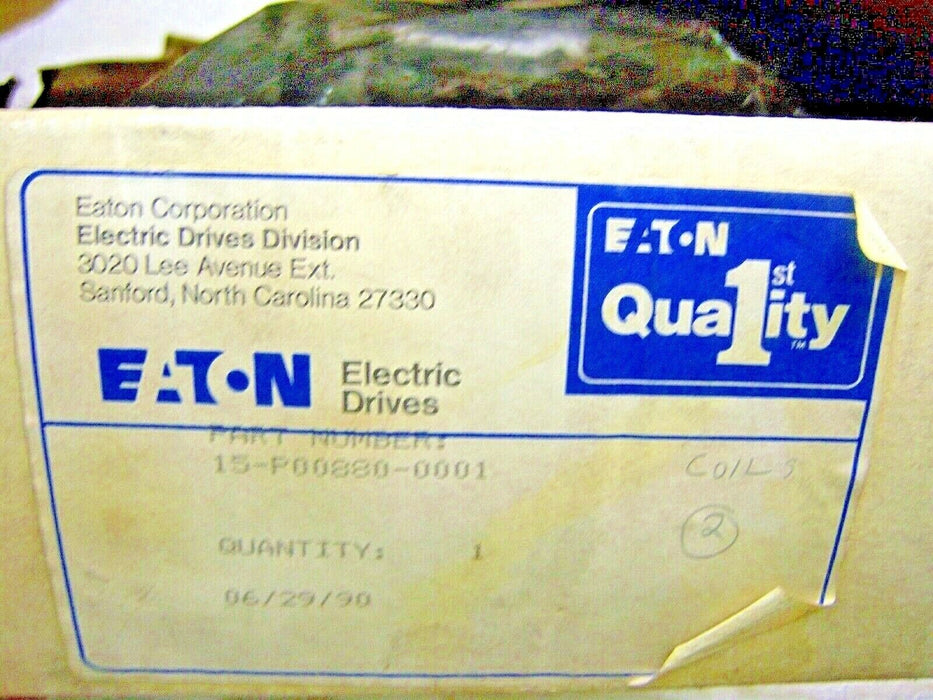 Eaton Corporation
Electric Drives Division
3020 Lee Avenue Ext.
Sanford, North Carolina 27330
EATON
1st
Quality
TM
EATON
Electric
Drives
PART NUMBER:
15-P00880-0001
COILS
2
QUANTITY: 1
06/29/90